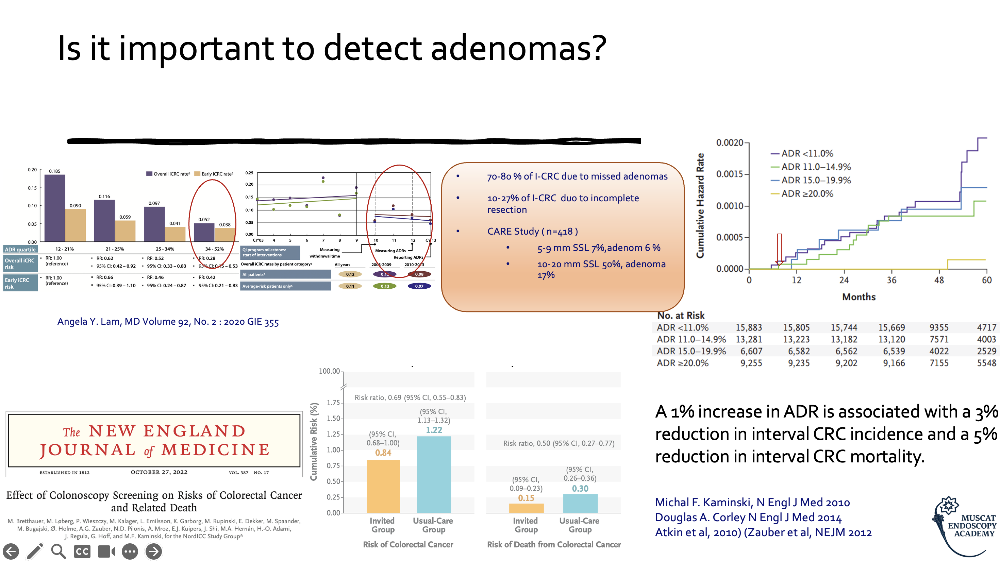 Is it important to detect adenomas?
0.20
0.15
0.10
0.05
0.00
0.185
0.090
0.116
0.059
0.097
0.041
0.052
0.038
Overall iCRC rateᵃ
Early iCRC rateᵃ
ADR quartile 12 - 21% 21 - 25% 25 - 34% 34 - 52%
Overall iCRC risk
• RR: 1.00 (reference)
• RR: 0.62
• 95% CI: 0.42 – 0.92
• RR: 0.52
• 95% CI: 0.33 – 0.83
• RR: 0.28
• 95% CI: 0.15 – 0.53
Early iCRC risk
• RR: 1.00 (reference)
• RR: 0.66
• 95% CI: 0.39 – 1.10
• RR: 0.46
• 95% CI: 0.24 – 0.87
• RR: 0.42
• 95% CI: 0.21 – 0.83
0.25
0.20
0.15
0.10
0.05
0.00
CY'03 4 5 6 7 8 9 10 11 12 CY'13
QI program milestones:
start of interventions
Measuring
withdrawal time
Measuring ADRs
Reporting ADRs
Overall iCRC rates by patient categoryᵃ All years 2003-2009 2010-2013
All patientsᵇ 0.12 0.15 0.08
Average-risk patients onlyᶜ 0.11 0.13 0.07
Angela Y. Lam, MD Volume 92, No. 2 : 2020 GIE 355
• 70-80 % of I-CRC due to missed adenomas
• 10-27% of I-CRC duo to incomplete
resection
• CARE Study ( n=418 )
• 5-9 mm SSL 7%,adenom 6 %
• 10-20 mm SSL 50%, adenoma
17%
Cumulative Hazard Rate
0.0020
0.0015
0.0010
0.0005
0.0000
ADR <11.0%
ADR 11.0–14.9%
ADR 15.0–19.9%
ADR ≥20.0%
0 12 24 36 48 60
Months
No. at Risk
ADR <11.0% 15,883 15,805 15,744 15,669 9355 4717
ADR 11.0–14.9% 13,281 13,223 13,182 13,120 7571 4003
ADR 15.0–19.9% 6,607 6,582 6,562 6,539 4022 2529
ADR ≥20.0% 9,255 9,235 9,202 9,166 7155 5548
The NEW ENGLAND
JOURNAL of MEDICINE
ESTABLISHED IN 1812 OCTOBER 27, 2022 VOL. 387 NO. 17
Effect of Colonoscopy Screening on Risks of Colorectal Cancer
and Related Death
M. Bretthauer, M. Løberg, P. Wieszczy, M. Kalager, L. Emilsson, K. Garborg, M. Rupinski, E. Dekker, M. Spaander,
M. Bugajski, Ø. Holme, A.G. Zauber, N.D. Pilonis, A. Mroz, E.J. Kuipers, J. Shi, M.A. Hernán, H.-O. Adami,
J. Regula, G. Hoff, and M.F. Kaminski, for the NordICC Study Group*
CC
Cumulative Risk (%)
100.00
1.75
1.50
1.25
1.00
0.75
0.50
0.25
0.00
Risk ratio, 0.69 (95% CI, 0.55–0.83)
(95% CI,
0.68–1.00)
0.84
(95% CI,
1.13–1.32)
1.22
Invited
Group
Usual-Care
Group
Risk of Colorectal Cancer
Risk ratio, 0.50 (95% CI, 0.27–0.77)
(95% CI,
0.09–0.23)
0.15
(95% CI,
0.26–0.36)
0.30
Invited
Group
Usual-Care
Group
Risk of Death from Colorectal Cancer
A 1% increase in ADR is associated with a 3%
reduction in interval CRC incidence and a 5%
reduction in interval CRC mortality.
Michal F. Kaminski, N Engl J Med 2010
Douglas A. Corley N Engl J Med 2014
Atkin et al, 2010) (Zauber et al, NEJM 2012
MUSCAT
ENDOSCOPY
ACADEMY